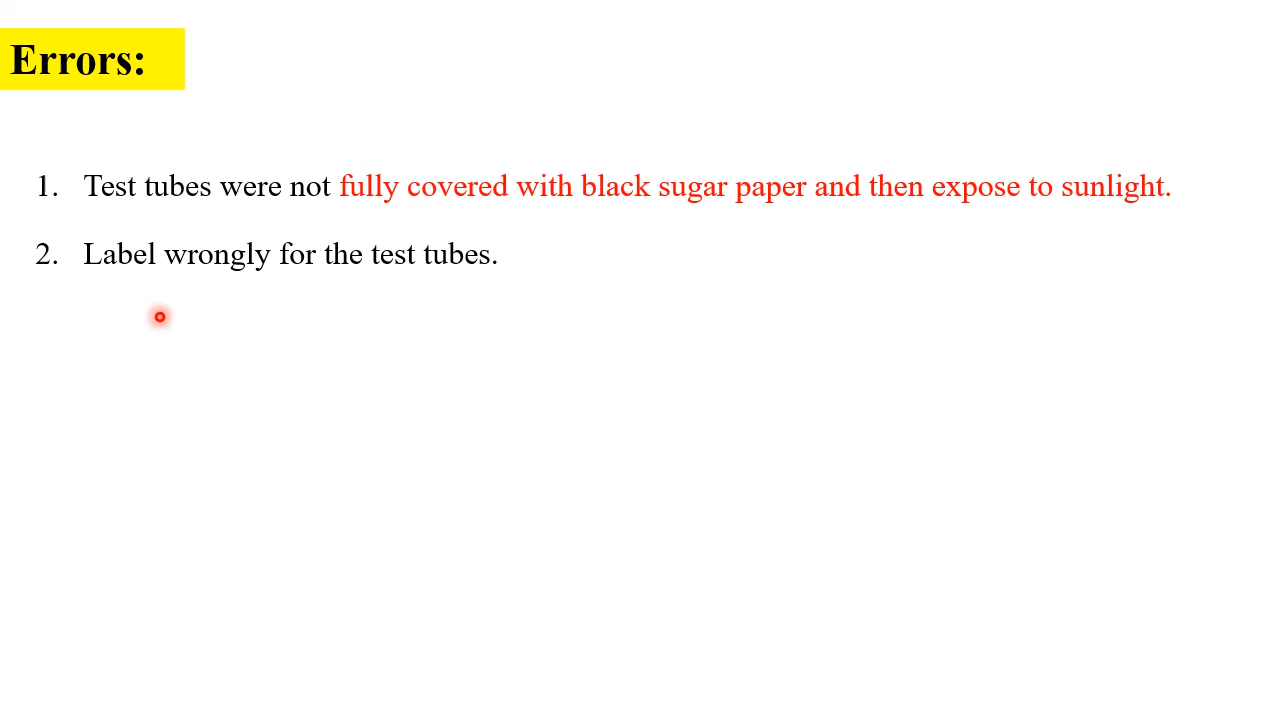 Errors:
1. Test tubes were not fully covered with black sugar paper and then expose to sunlight.
2. Label wrongly for the test tubes.